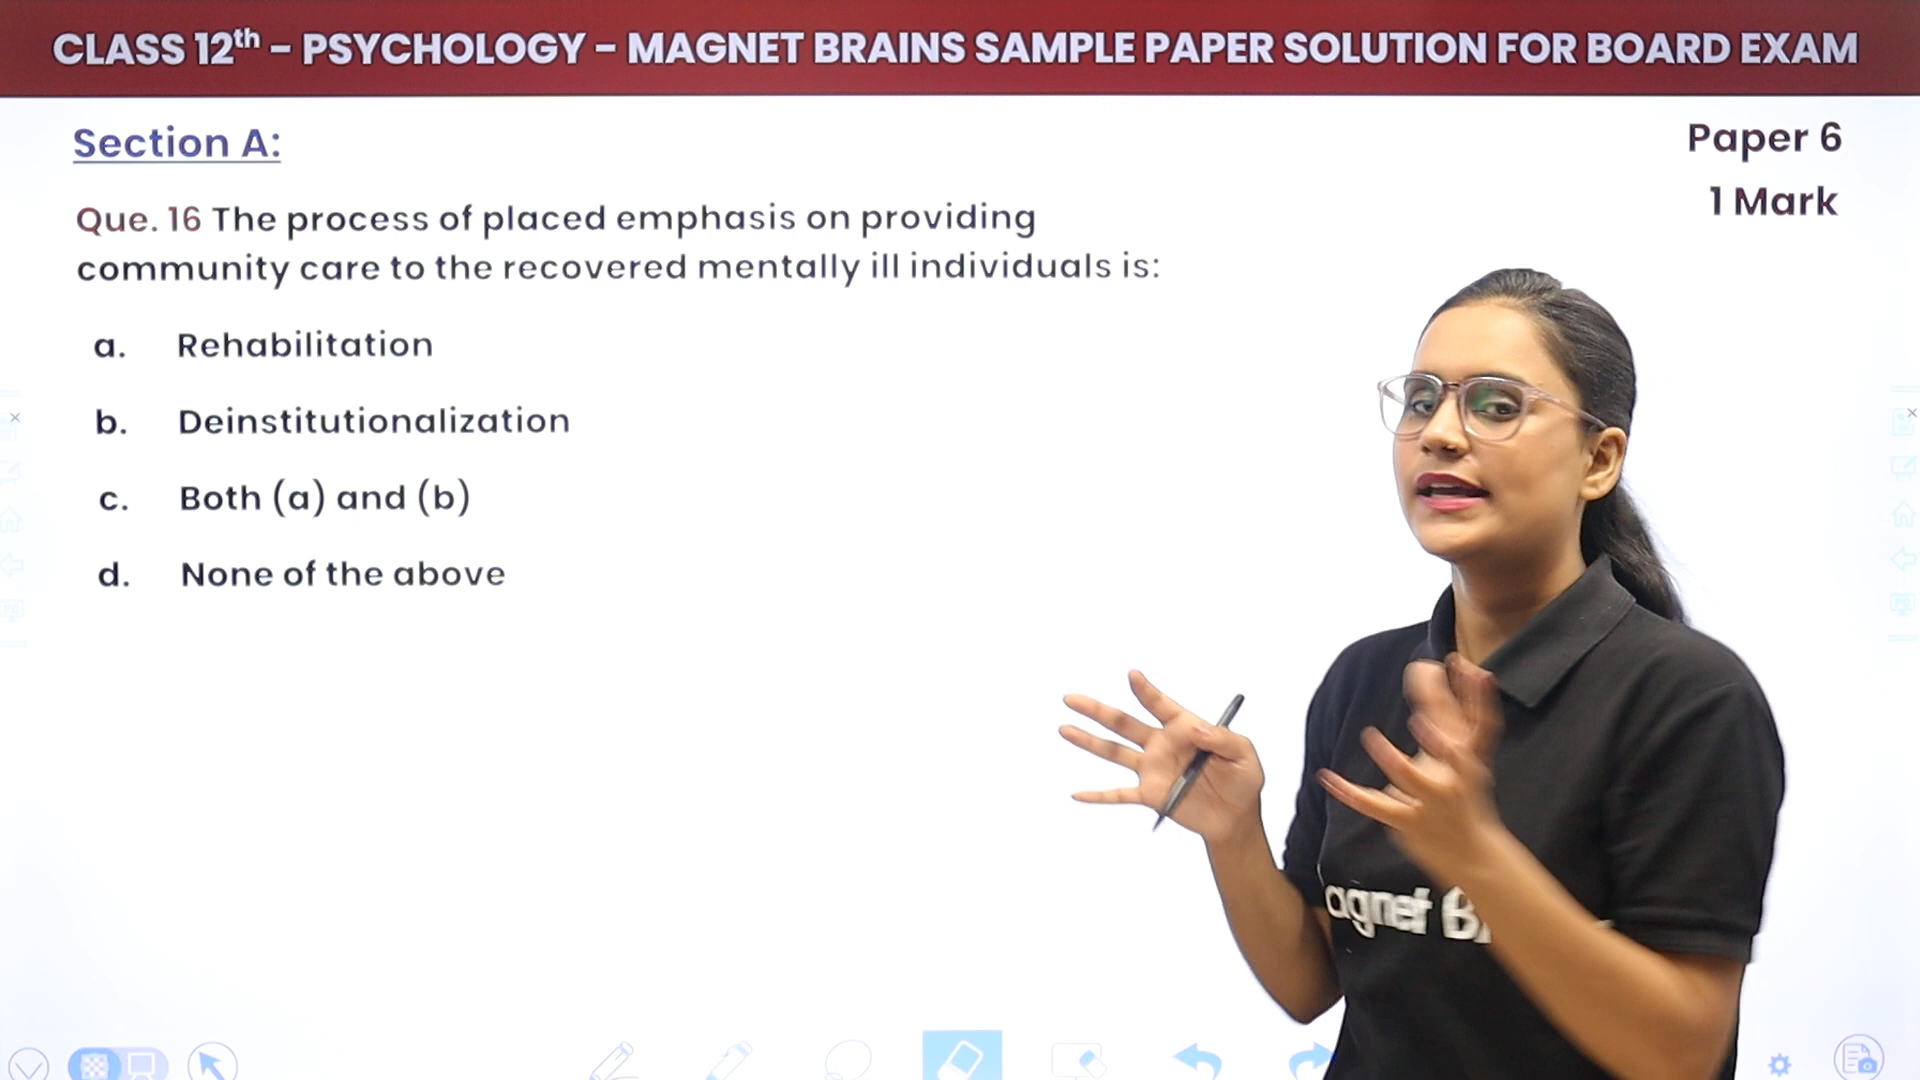 CLASS 12th – PSYCHOLOGY – MAGNET BRAINS SAMPLE PAPER SOLUTION FOR BOARD EXAM
Section A:
Paper 6
1 Mark
Que. 16 The process of placed emphasis on providing
community care to the recovered mentally ill individuals is:
a. Rehabilitation
b. Deinstitutionalization
c. Both (a) and (b)
d. None of the above
agnet B